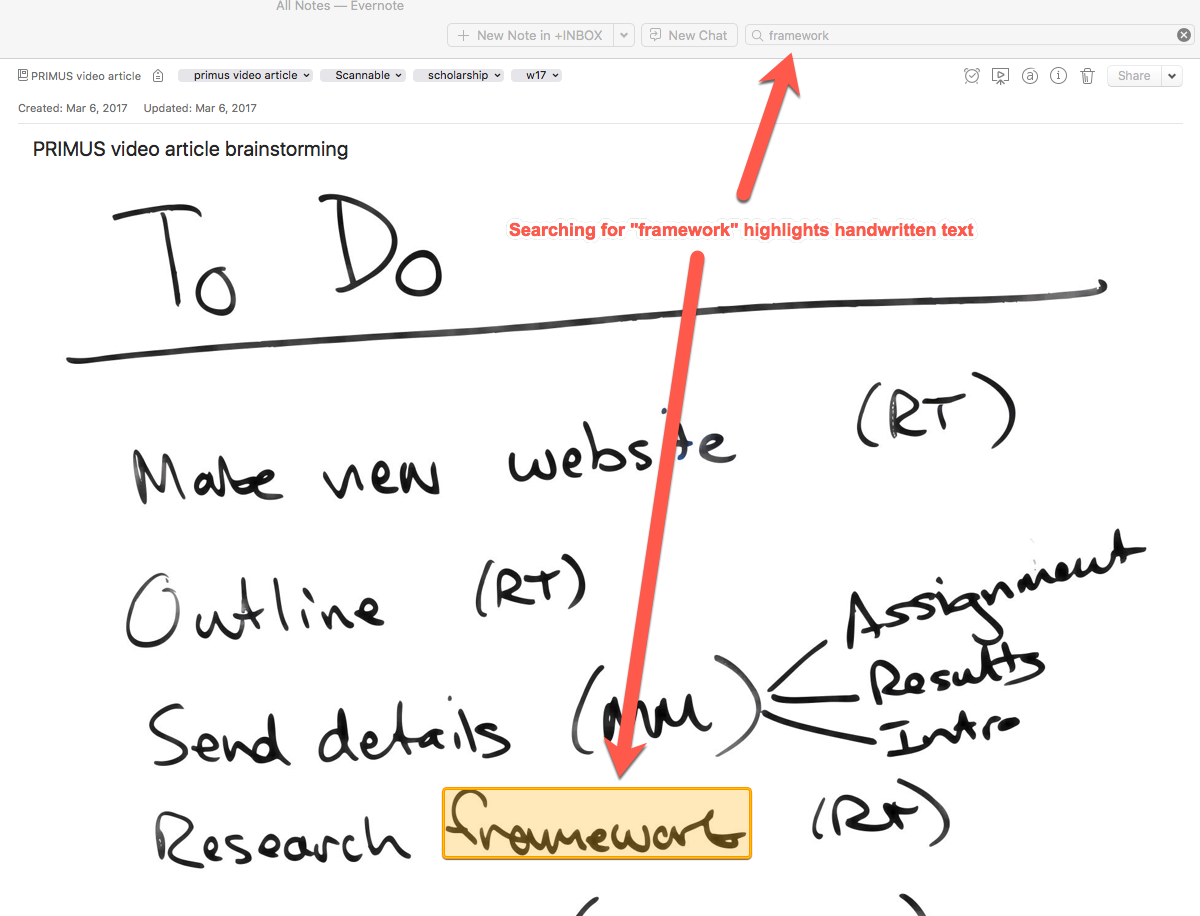 All Notes — Evernote
New Note in +INBOX New Chat framework
PRIMUS video article primus video article Scannable scholarship w17 Share
Created: Mar 6, 2017 Updated: Mar 6, 2017
PRIMUS video article brainstorming
To Do
Searching for "framework" highlights handwritten text
Make new website (RT)
Outline (RT)
Send details Assignment
Results
Intro
Research framework (RT)